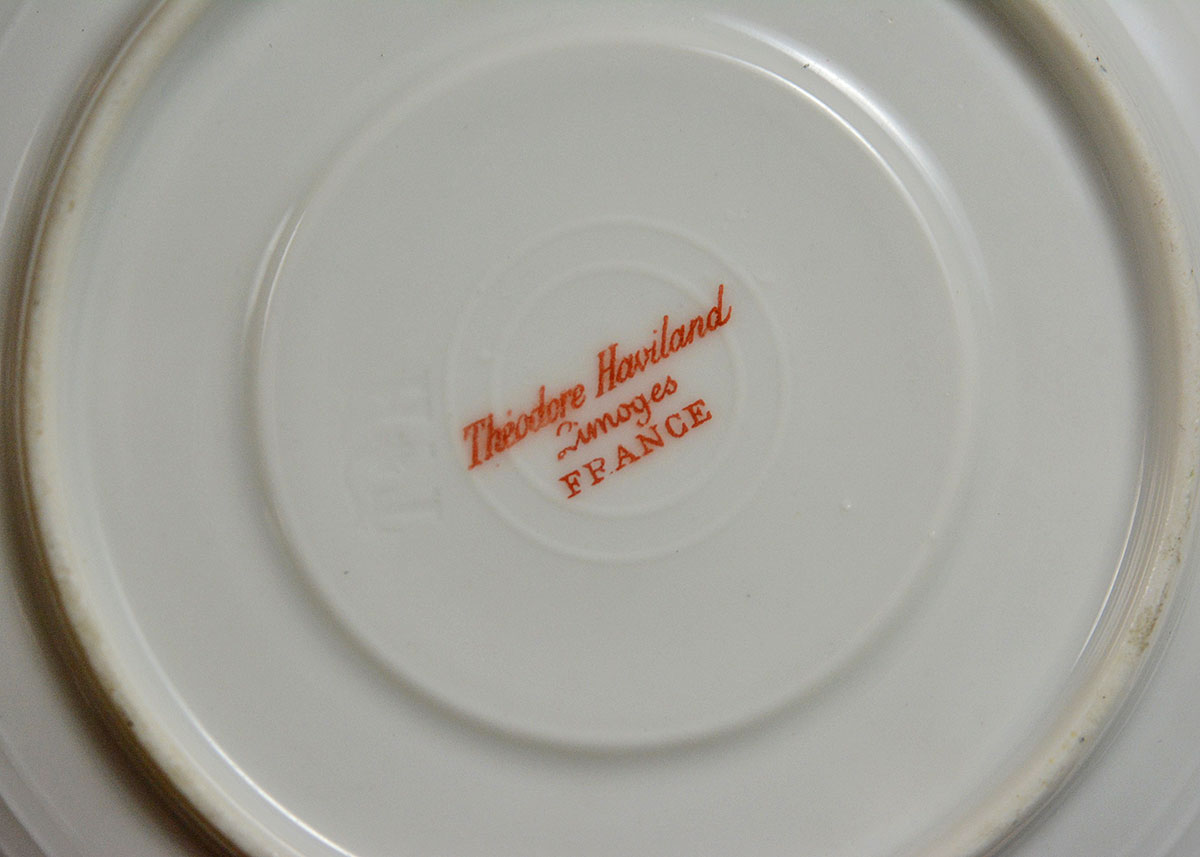 Théodore Haviland
Limoges
FRANCE